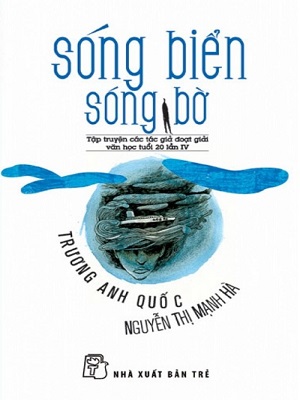 sóng biển
sóng bờ
Tập truyện các tác giả đoạt giải
văn học tuổi 20 lần IV
TRƯƠNG ANH QUỐC
NGUYỄN THỊ MẠNH HÀ
NHÀ XUẤT BẢN TRẺ